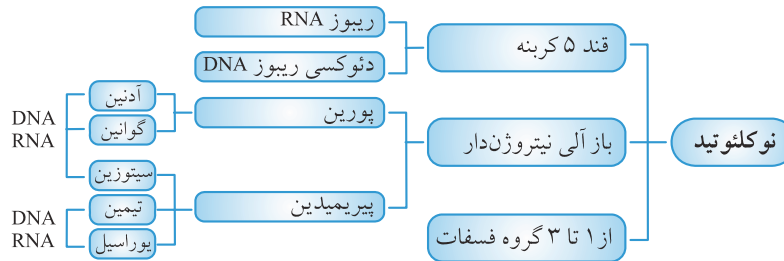 نوکلئوتید
قند ۵ کربنه
ریبوز RNA
دئوکسی ریبوز DNA
باز آلی نیتروژن‌دار
پورین
آدنین
گوانین
پیریمیدین
سیتوزین
تیمین
یوراسیل
DNA
RNA
DNA
RNA
از ۱ تا ۳ گروه فسفات